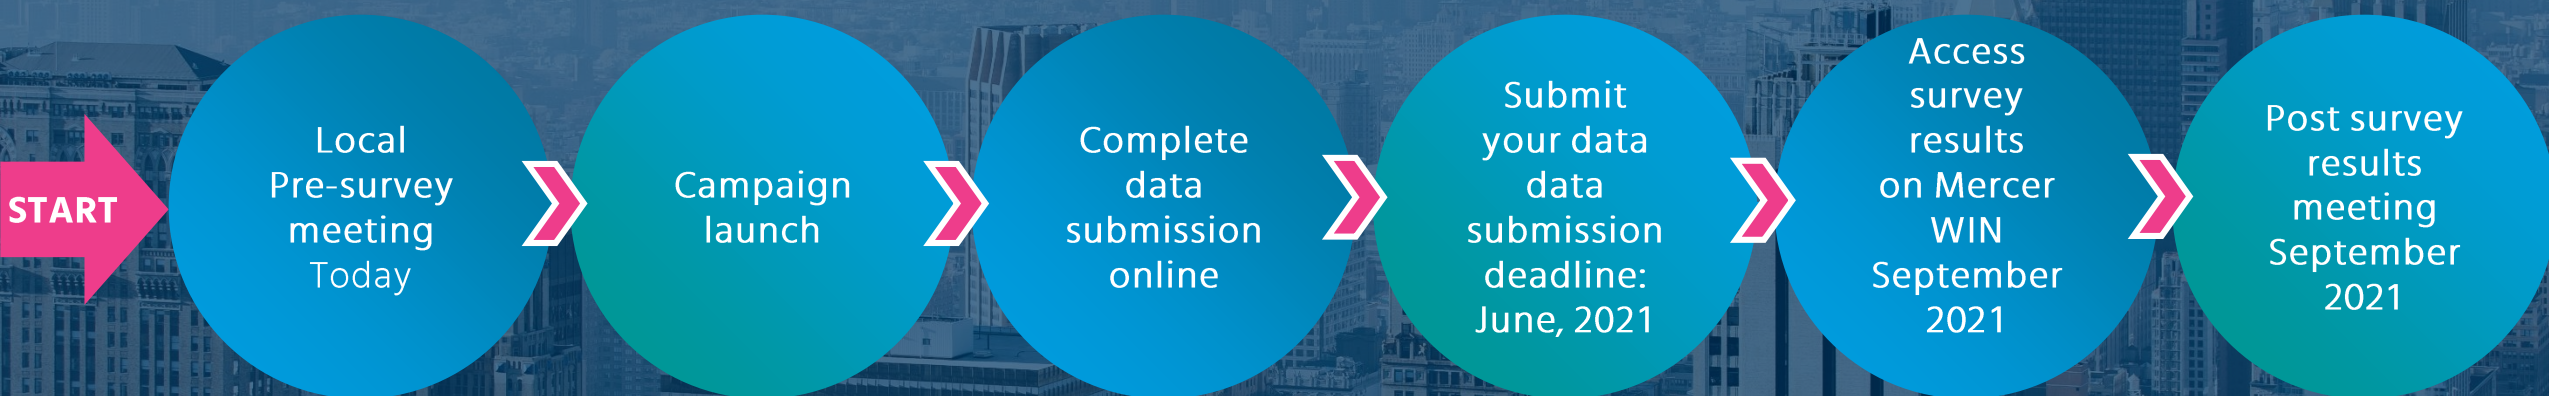 START
Local
Pre-survey
meeting
Today
Campaign
launch
Complete
data
submission
online
Submit
your data
data
submission
deadline:
June, 2021
Access
survey
results
on Mercer
WIN
September
2021
Post survey
results
meeting
September
2021